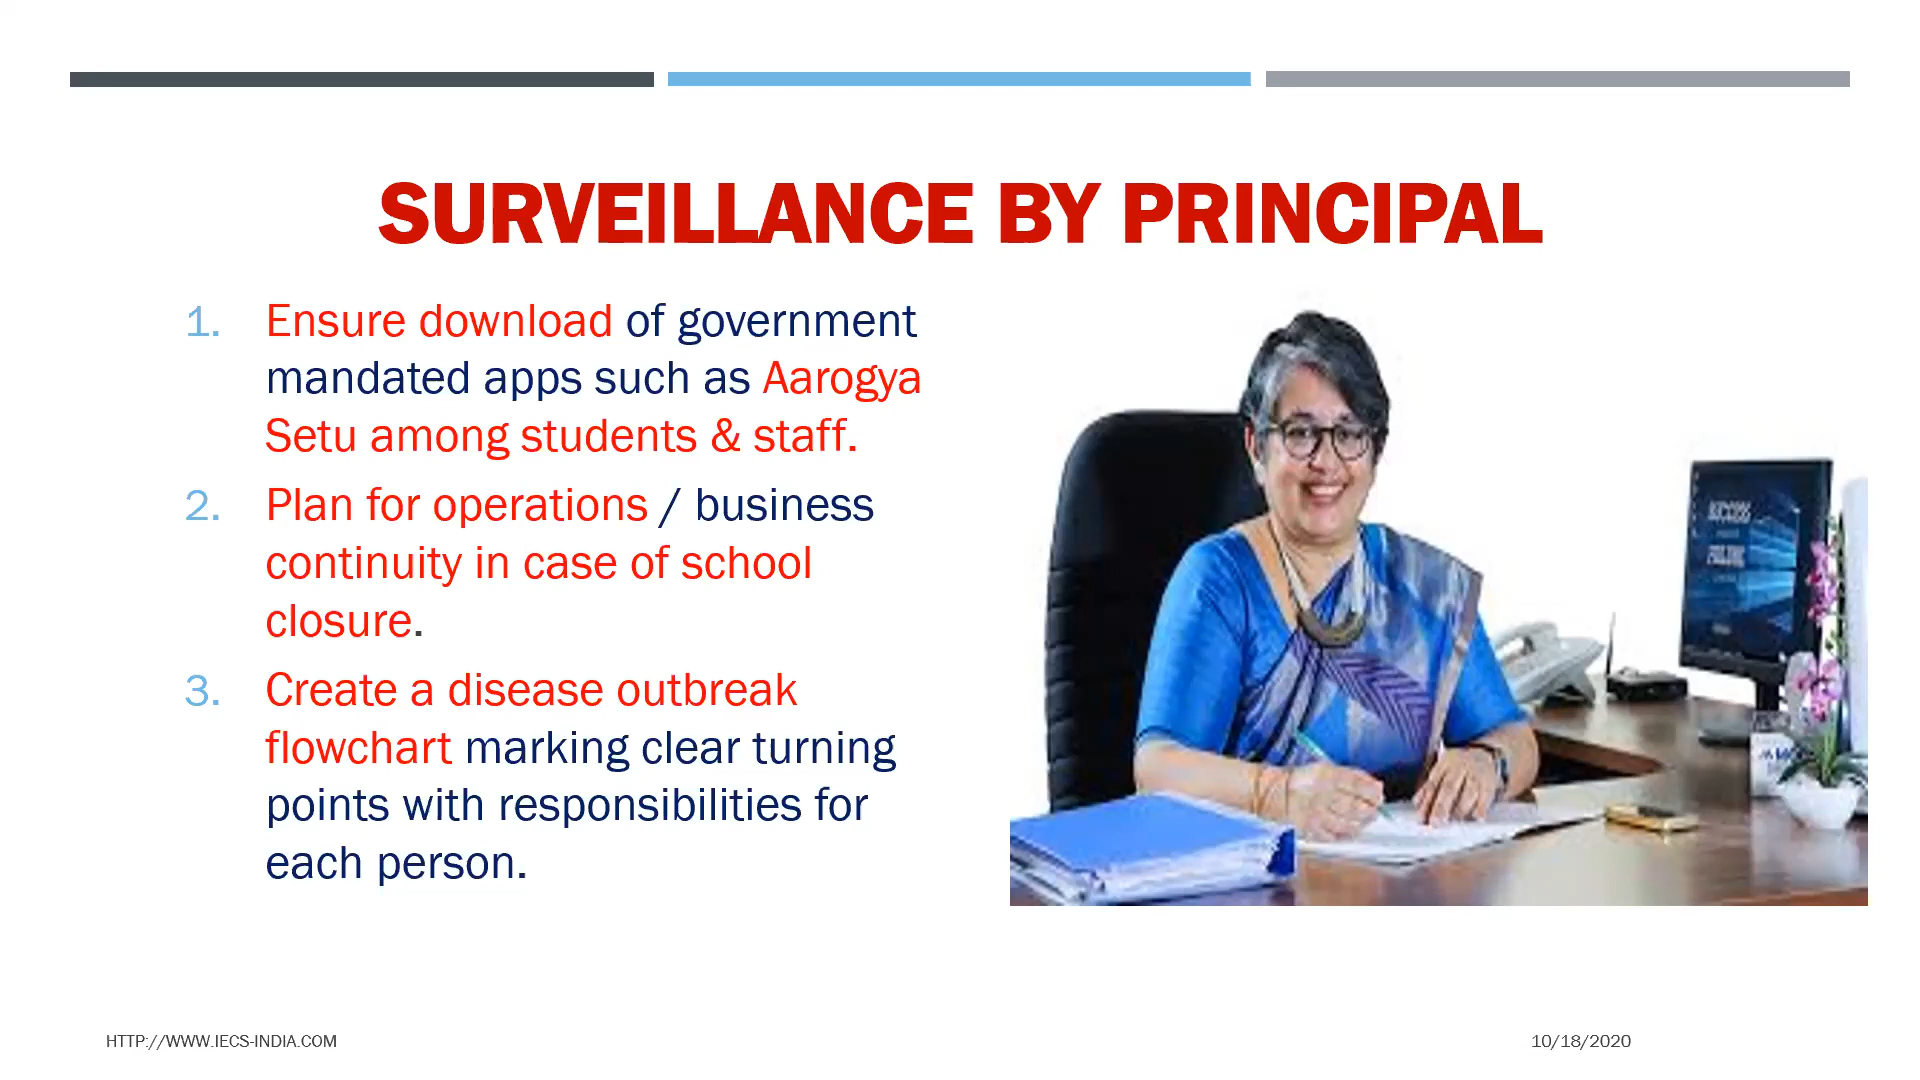 SURVEILLANCE BY PRINCIPAL
1. Ensure download of government
mandated apps such as Aarogya
Setu among students & staff.
2. Plan for operations / business
continuity in case of school
closure.
3. Create a disease outbreak
flowchart marking clear turning
points with responsibilities for
each person.
HTTP://WWW.IECS-INDIA.COM
10/18/2020